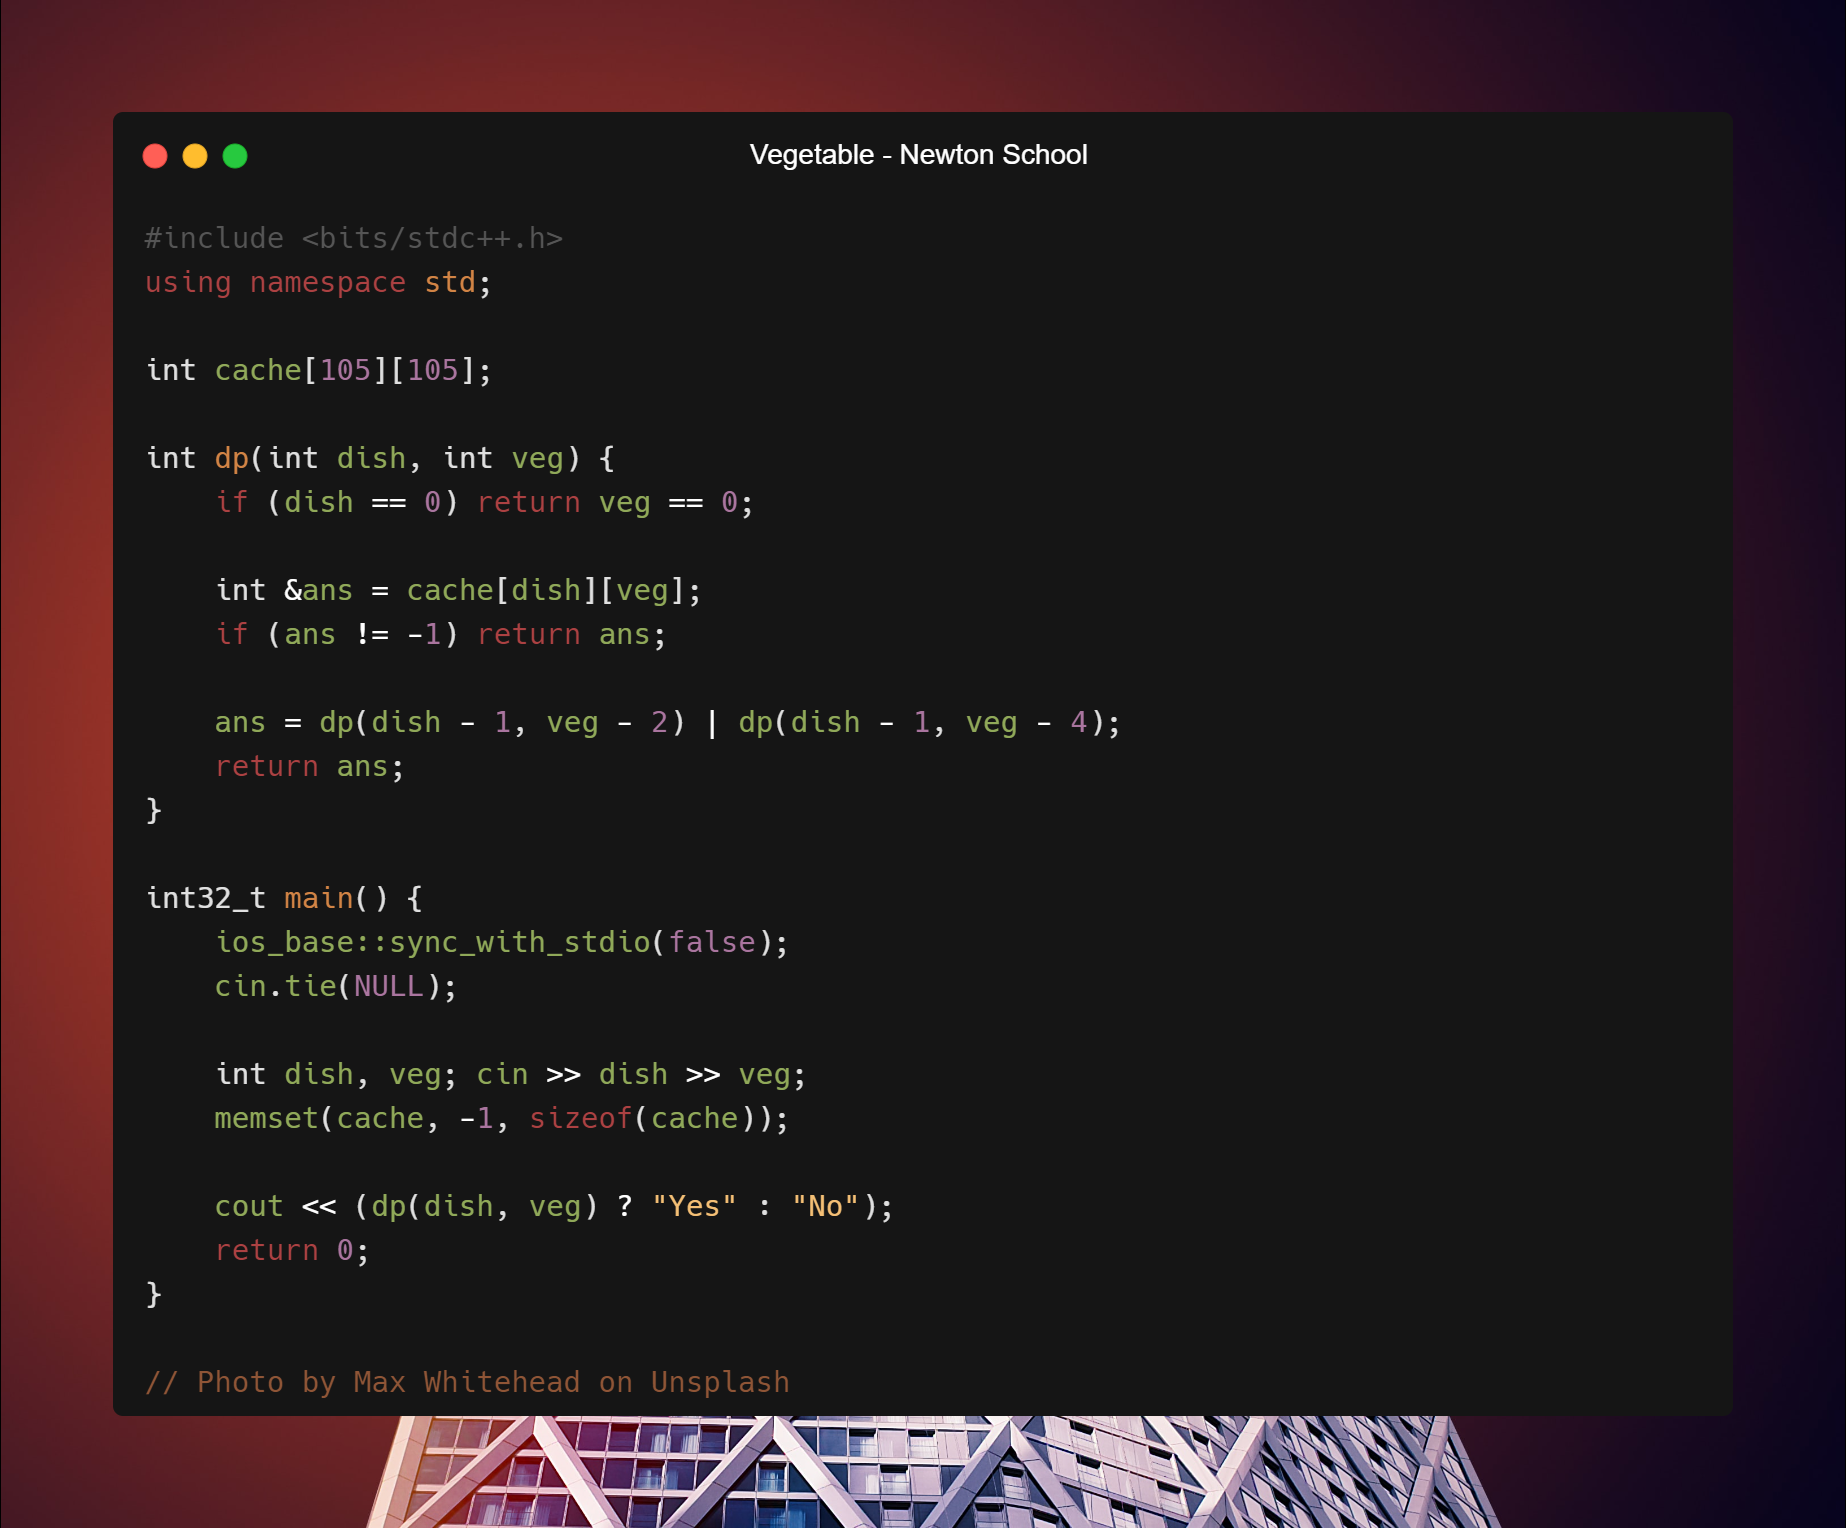 Vegetable - Newton School
#include <bits/stdc++.h>
using namespace std;
int cache[105][105];
int dp(int dish, int veg) {
    if (dish == 0) return veg == 0;
    int &ans = cache[dish][veg];
    if (ans != -1) return ans;
    ans = dp(dish - 1, veg - 2) | dp(dish - 1, veg - 4);
    return ans;
}
int32_t main() {
    ios_base::sync_with_stdio(false);
    cin.tie(NULL);
    int dish, veg; cin >> dish >> veg;
    memset(cache, -1, sizeof(cache));
    cout << (dp(dish, veg) ? "Yes" : "No");
    return 0;
}
// Photo by Max Whitehead on Unsplash